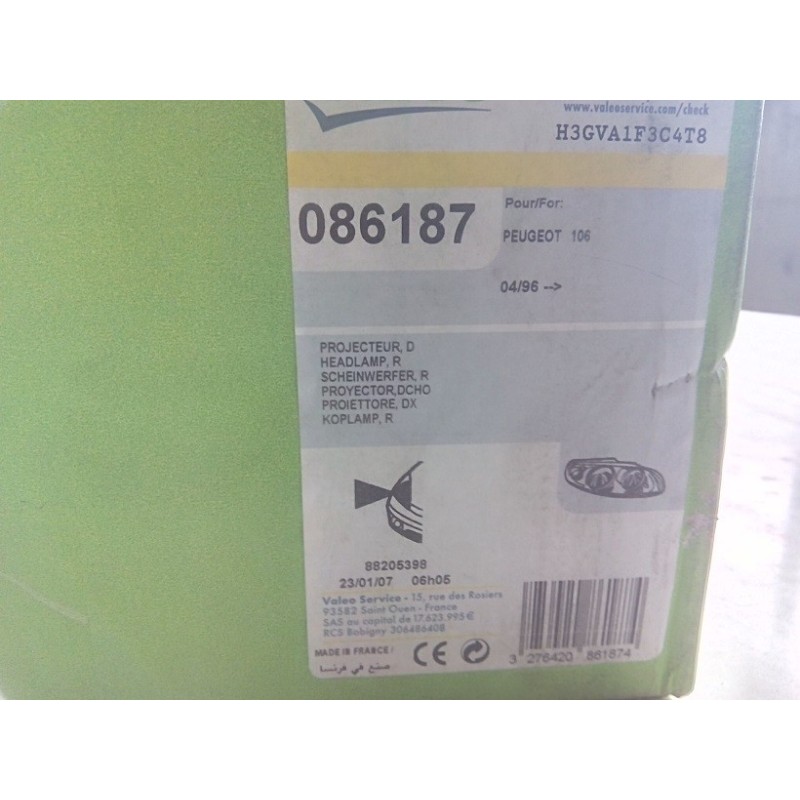 www.valeoservice.com/check
H3GVA1F3C4T8
086187
Pour/For:
PEUGEOT 106
04/96 -->
PROJECTEUR, D
HEADLAMP, R
SCHEINWERFER, R
PROYECTOR,DCHO
PROIETTORE, DX
KOPLAMP, R
88205398
23/01/07 06h05
Valeo Service - 15, rue des Rosiers
93582 Saint Ouen - France
SAS au capital de 17.623.995€
RCS Bobigny 306486408
MADE IN FRANCE /
صنع في فرنسا
CE
3 276420 861874